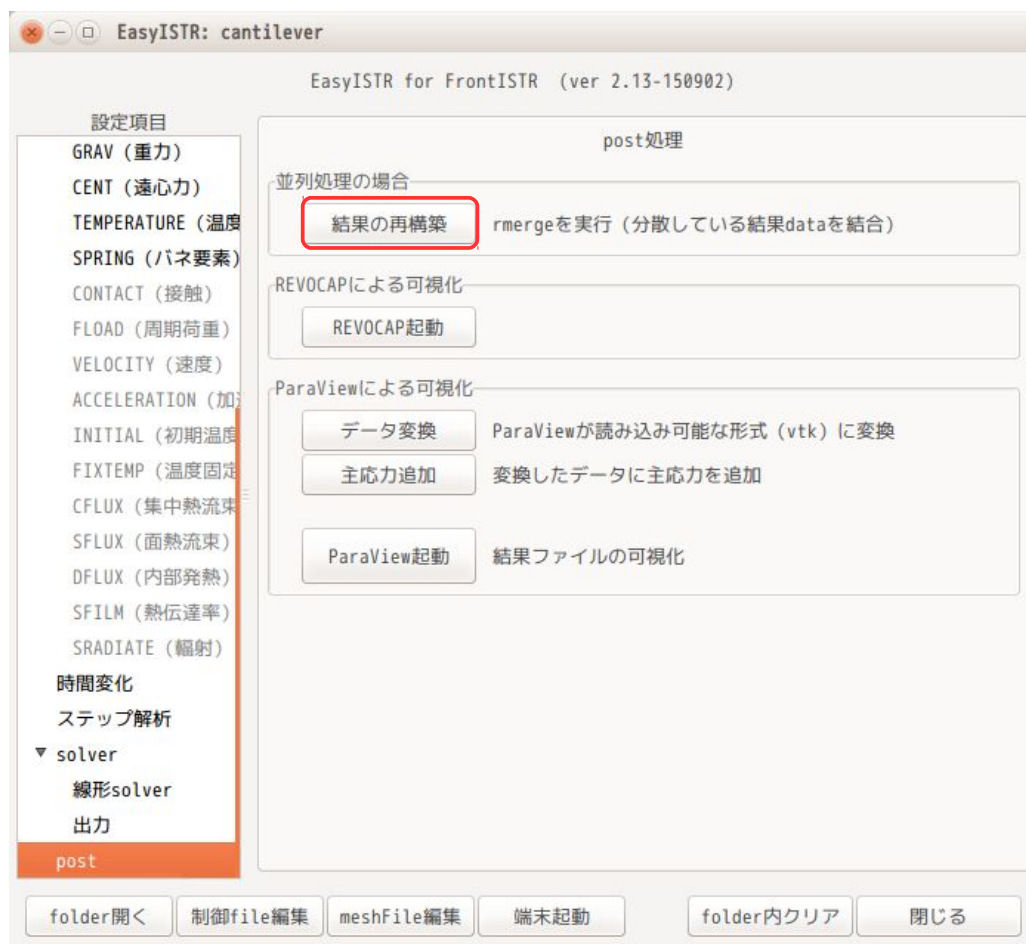 EasyISTR: cantilever
EasyISTR for FrontISTR (ver 2.13-150902)
設定項目
GRAV (重力)
CENT (遠心力)
TEMPERATURE (温度
SPRING (バネ要素)
CONTACT (接触)
FLOAD (周期荷重)
VELOCITY (速度)
ACCELERATION (加
INITIAL (初期温度
FIXTEMP (温度固定
CFLUX (集中熱流束
SFLUX (面熱流束)
DFLUX (内部発熱)
SFILM (熱伝達率)
SRADIATE (輻射)
時間変化
ステップ解析
▼ solver
線形solver
出力
post
post処理
並列処理の場合
結果の再構築 rmergeを実行 (分散している結果dataを結合)
REVOCAPによる可視化
REVOCAP起動
ParaViewによる可視化
データ変換 ParaViewが読み込み可能な形式 (vtk) に変換
主応力追加 変換したデータに主応力を追加
ParaView起動 結果ファイルの可視化
folder開く 制御file編集 meshFile編集 端末起動 folder内クリア 閉じる